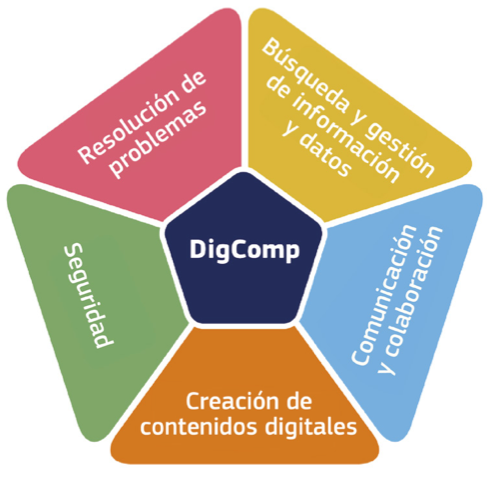 Resolución de
problemas
Búsqueda y gestión
de información
y datos
Seguridad
DigComp
Comunicación
y colaboración
Creación de
contenidos digitales